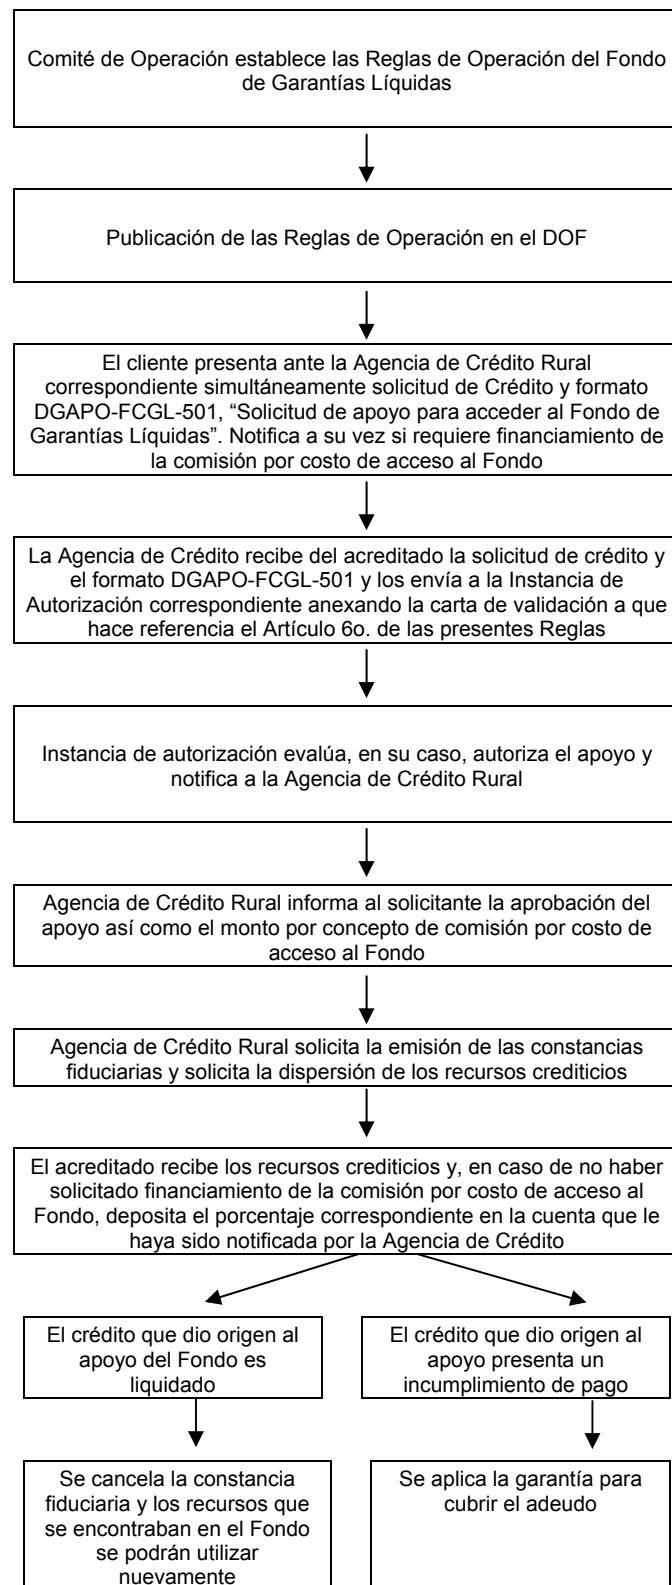 Comité de Operación establece las Reglas de Operación del Fondo
de Garantías Líquidas
Publicación de las Reglas de Operación en el DOF
El cliente presenta ante la Agencia de Crédito Rural
correspondiente simultáneamente solicitud de Crédito y formato
DGAPO-FCGL-501, “Solicitud de apoyo para acceder al Fondo de
Garantías Líquidas”. Notifica a su vez si requiere financiamiento de
la comisión por costo de acceso al Fondo
La Agencia de Crédito recibe del acreditado la solicitud de crédito y
el formato DGAPO-FCGL-501 y los envía a la Instancia de
Autorización correspondiente anexando la carta de validación a que
hace referencia el Artículo 6o. de las presentes Reglas
Instancia de autorización evalúa, en su caso, autoriza el apoyo y
notifica a la Agencia de Crédito Rural
Agencia de Crédito Rural informa al solicitante la aprobación del
apoyo así como el monto por concepto de comisión por costo de
acceso al Fondo
Agencia de Crédito Rural solicita la emisión de las constancias
fiduciarias y solicita la dispersión de los recursos crediticios
El acreditado recibe los recursos crediticios y, en caso de no haber
solicitado financiamiento de la comisión por costo de acceso al
Fondo, deposita el porcentaje correspondiente en la cuenta que le
haya sido notificada por la Agencia de Crédito
El crédito que dio origen al
apoyo del Fondo es
liquidado
El crédito que dio origen al
apoyo presenta un
incumplimiento de pago
Se cancela la constancia
fiduciaria y los recursos que
se encontraban en el Fondo
se podrán utilizar
nuevamente
Se aplica la garantía para
cubrir el adeudo